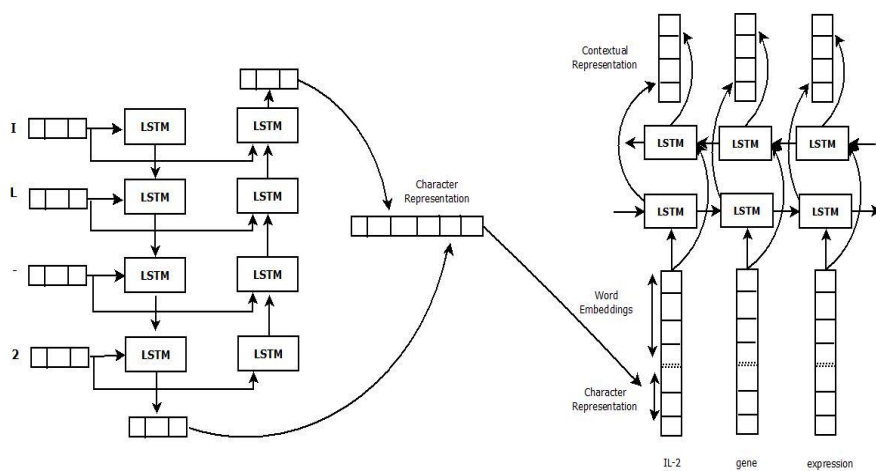 I
LSTM
LSTM
L
LSTM
LSTM
-
LSTM
LSTM
2
LSTM
LSTM
Character
Representation
Contextual
Representation
LSTM
LSTM
LSTM
LSTM
LSTM
LSTM
Word
Embeddings
Character
Representation
IL-2
gene
expression